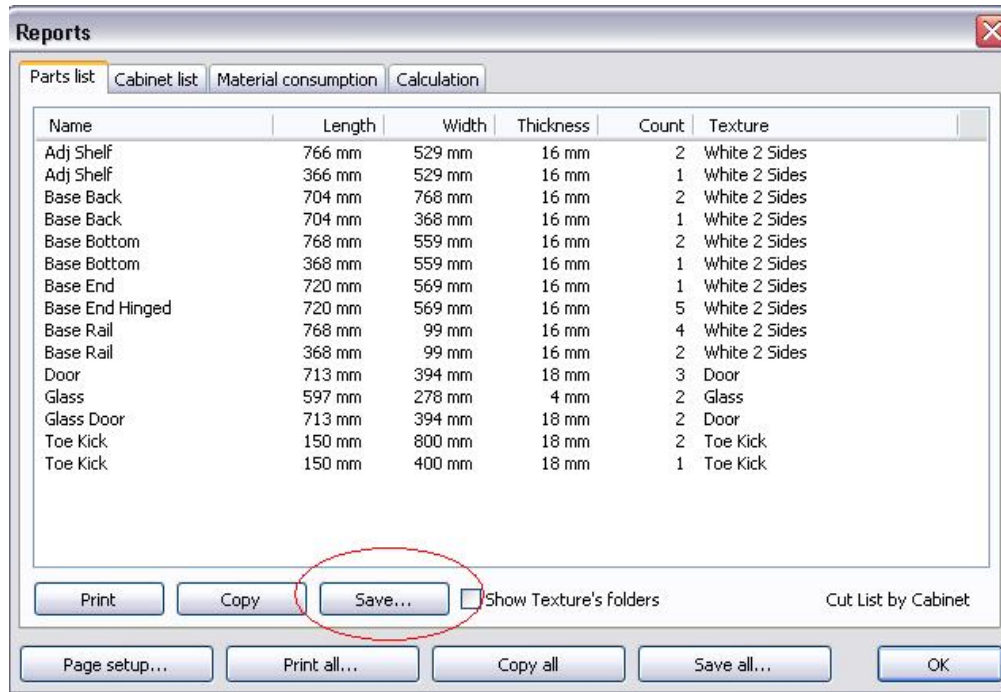 Reports
Parts list Cabinet list Material consumption Calculation
Name Length Width Thickness Count Texture
Adj Shelf 766 mm 529 mm 16 mm 2 White 2 Sides
Adj Shelf 366 mm 529 mm 16 mm 1 White 2 Sides
Base Back 704 mm 768 mm 16 mm 2 White 2 Sides
Base Back 704 mm 368 mm 16 mm 1 White 2 Sides
Base Bottom 768 mm 559 mm 16 mm 2 White 2 Sides
Base Bottom 368 mm 559 mm 16 mm 1 White 2 Sides
Base End 720 mm 569 mm 16 mm 1 White 2 Sides
Base End Hinged 720 mm 569 mm 16 mm 5 White 2 Sides
Base Rail 768 mm 99 mm 16 mm 4 White 2 Sides
Base Rail 368 mm 99 mm 16 mm 2 White 2 Sides
Door 713 mm 394 mm 18 mm 3 Door
Glass 597 mm 278 mm 4 mm 2 Glass
Glass Door 713 mm 394 mm 18 mm 2 Door
Toe Kick 150 mm 800 mm 18 mm 2 Toe Kick
Toe Kick 150 mm 400 mm 18 mm 1 Toe Kick
Print Copy Save... Show Texture's folders Cut List by Cabinet
Page setup... Print all... Copy all Save all... OK